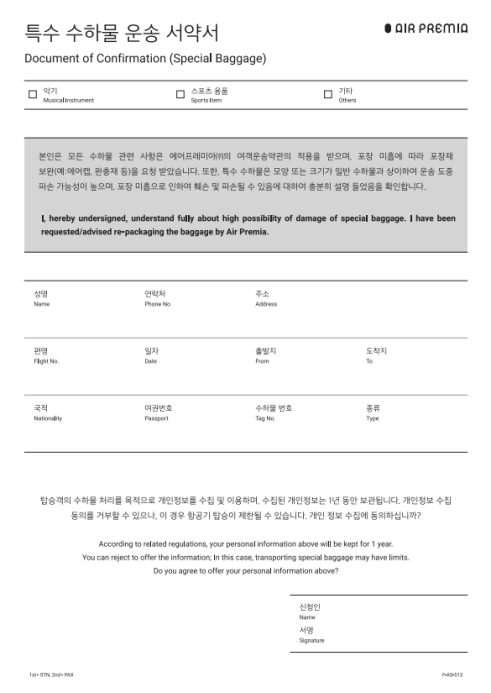 특수 수하물 운송 서약서
AIR PREMIA
Document of Confirmation (Special Baggage)
악기
Musical Instrument
스포츠 용품
Sports Item
기타
Others
본인은 모든 수하물 관련 사항은 에어프레미아㈜의 여객운송약관의 적용을 받으며, 포장 미흡에 따라 포장재
보완(예:에어캡, 완충재 등)을 요청 받았습니다. 또한, 특수 수하물은 모양 또는 크기가 일반 수하물과 상이하여 운송 도중
파손 가능성이 높으며, 포장 미흡으로 인하여 훼손 및 파손될 수 있음에 대하여 충분히 설명 들었음을 확인합니다.
I, hereby undersigned, understand fully about high possibility of damage of special baggage. I have been
requested/advised re-packaging the baggage by Air Premia.
성명
Name
연락처
Phone No
주소
Address
편명
Flight No.
일자
Date
출발지
From
도착지
To
국적
Nationality
여권번호
Passport
수하물 번호
Tag No.
종류
Type
탑승객의 수하물 처리를 목적으로 개인정보를 수집 및 이용하며, 수집된 개인정보는 1년 동안 보관됩니다. 개인정보 수집
동의를 거부할 수 있으나, 이 경우 항공기 탑승이 제한될 수 있습니다. 개인 정보 수집에 동의하십니까?
According to related regulations, your personal information above will be kept for 1 year.
You can reject to offer the information; In this case, transporting special baggage may have limits.
Do you agree to offer your personal information above?
신청인
Name
서명
Signature
1st• STN, 2nd• PAX
F-AS-513